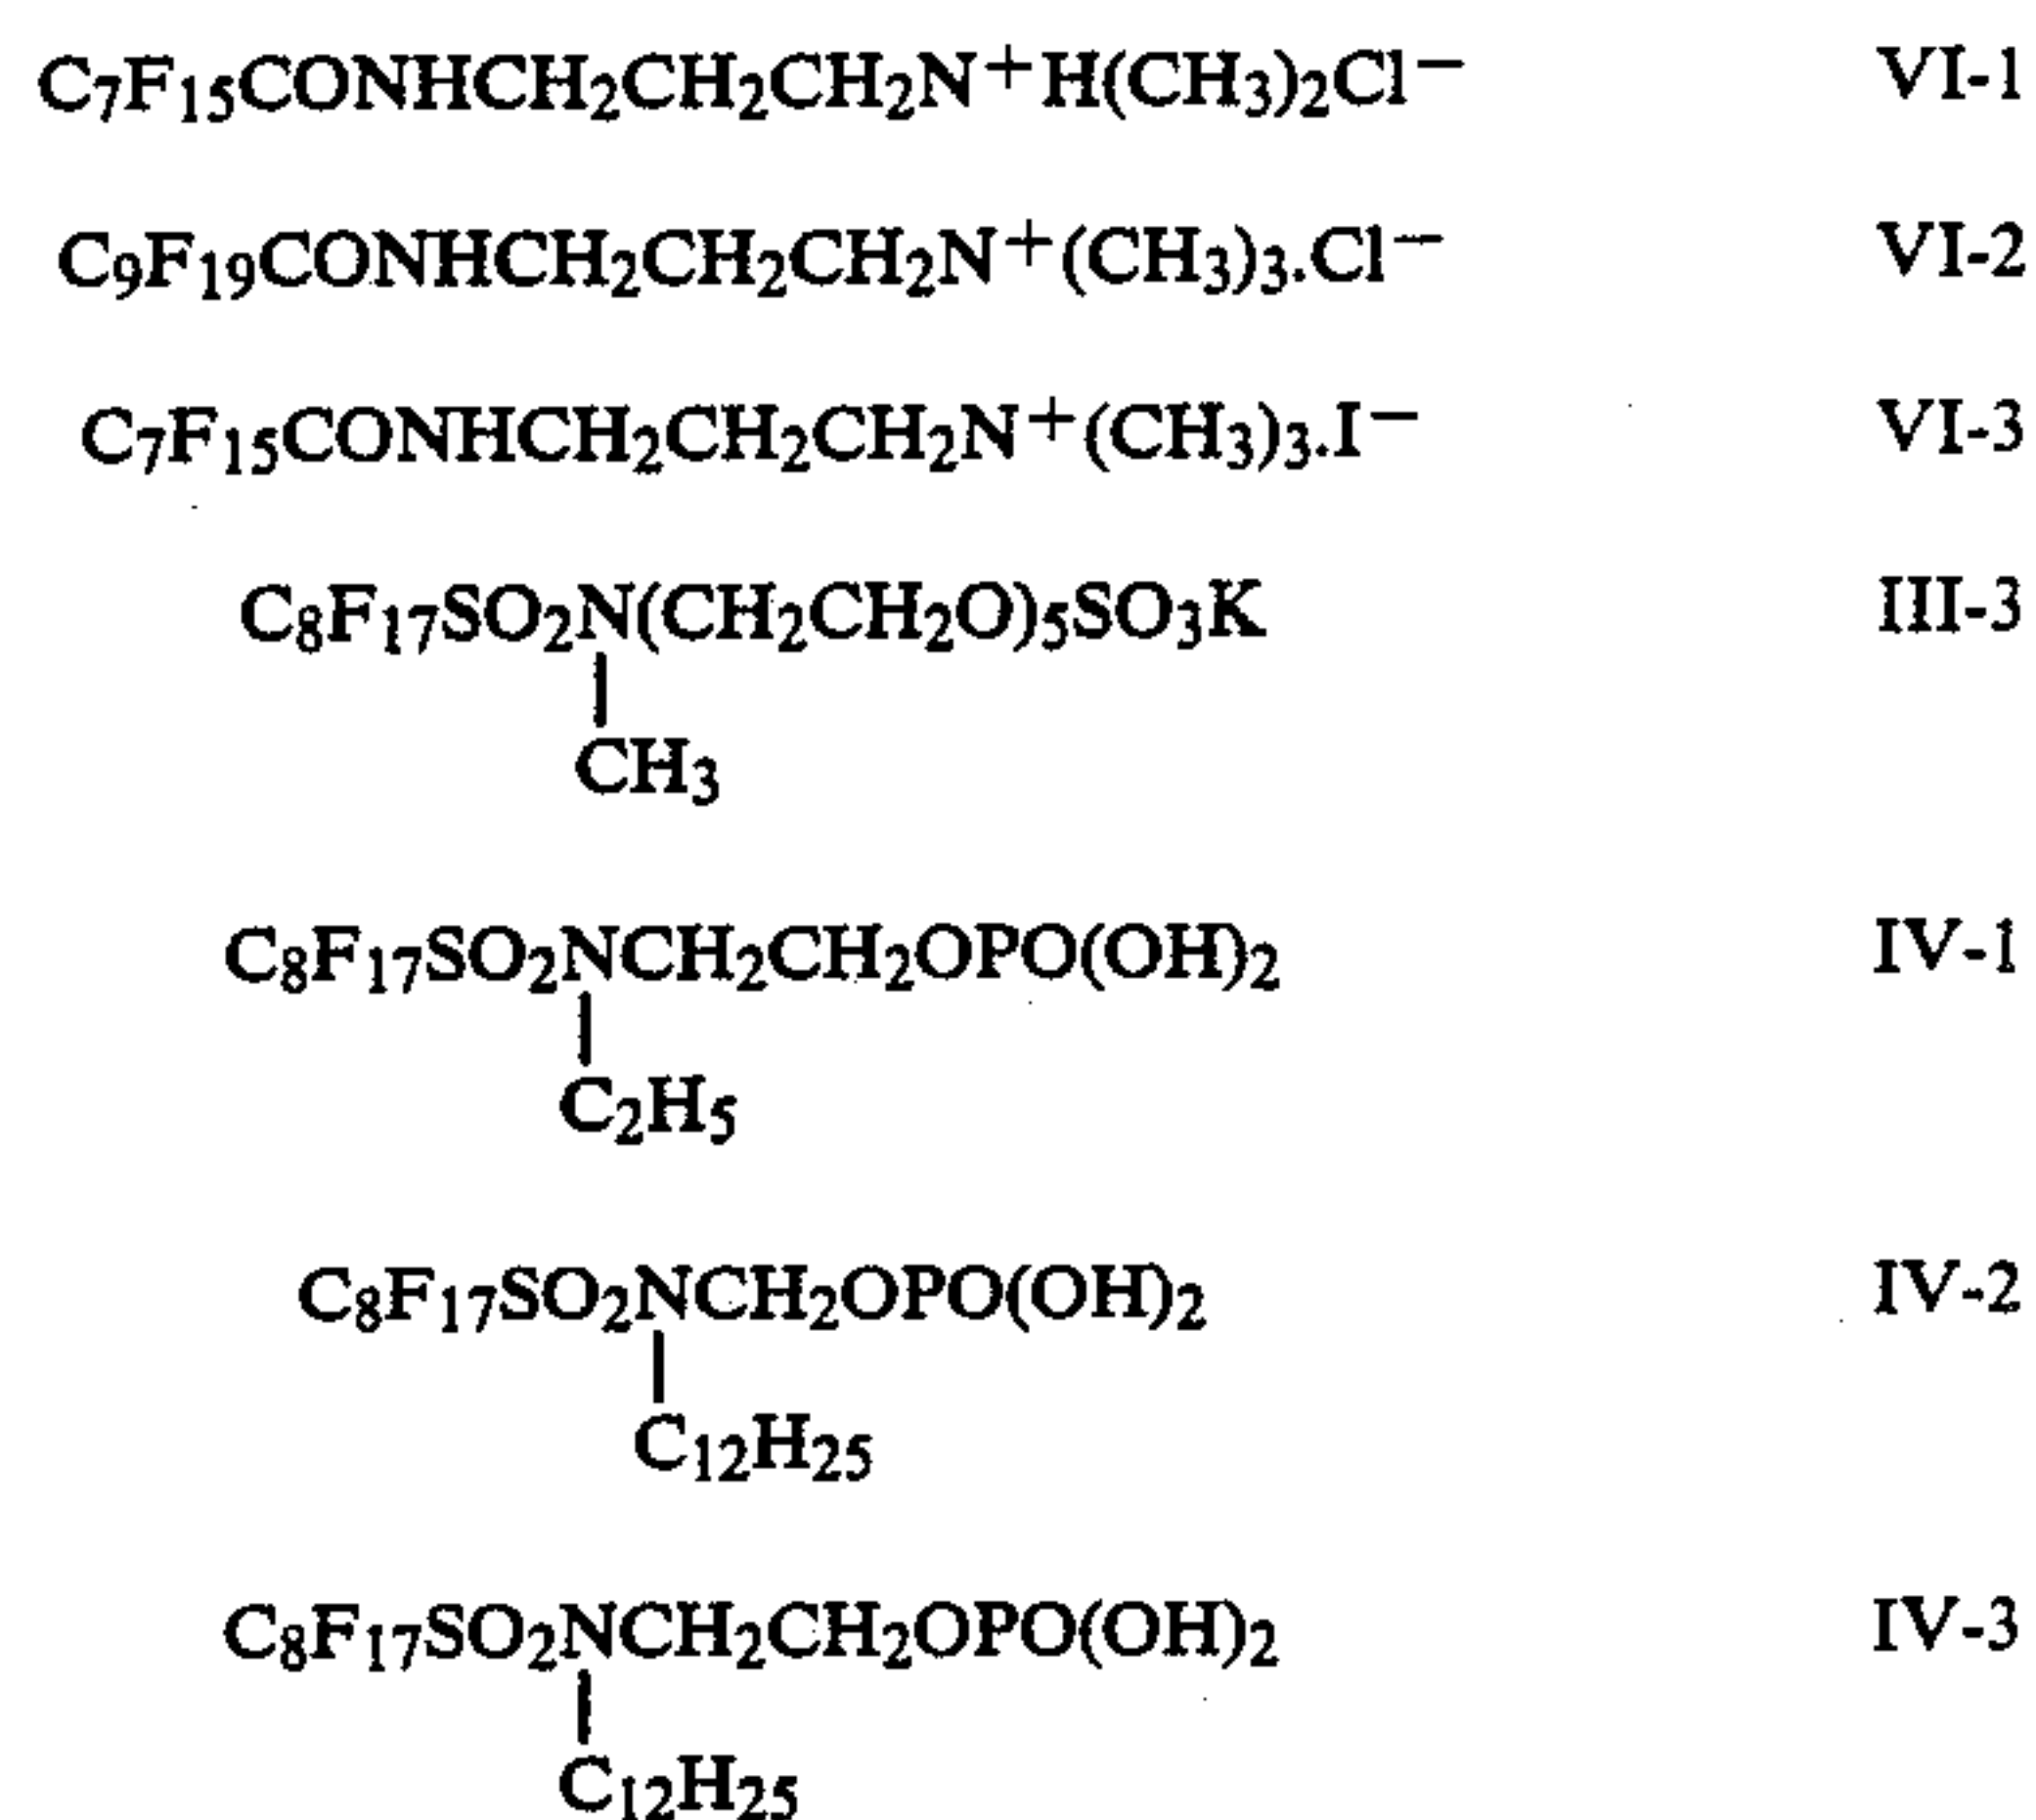 C7F15CONHCH2CH2CH2N+H(CH3)2Cl− VI-1
C9F19CONHCH2CH2CH2N+(CH3)3.Cl− VI-2
C7F15CONHCH2CH2CH2N+(CH3)3.I− VI-3
C8F17SO2N(CH2CH2O)5SO3K III-3
CH3
C8F17SO2NCH2CH2OPO(OH)2 IV-1
C2H5
C8F17SO2NCH2OPO(OH)2 IV-2
C12H25
C8F17SO2NCH2CH2OPO(OH)2 IV-3
C12H25